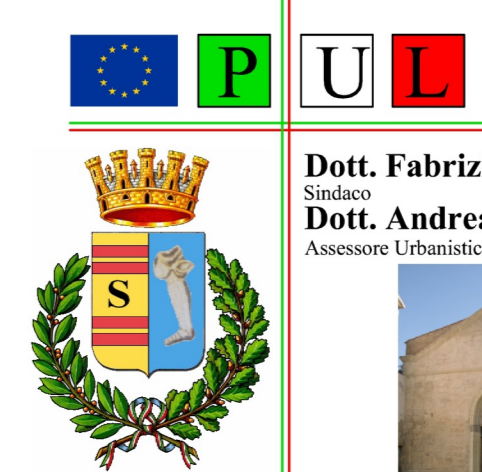 P U L
Dott. Fabriz
Sindaco
Dott. Andrea
Assessore Urbanistic
S